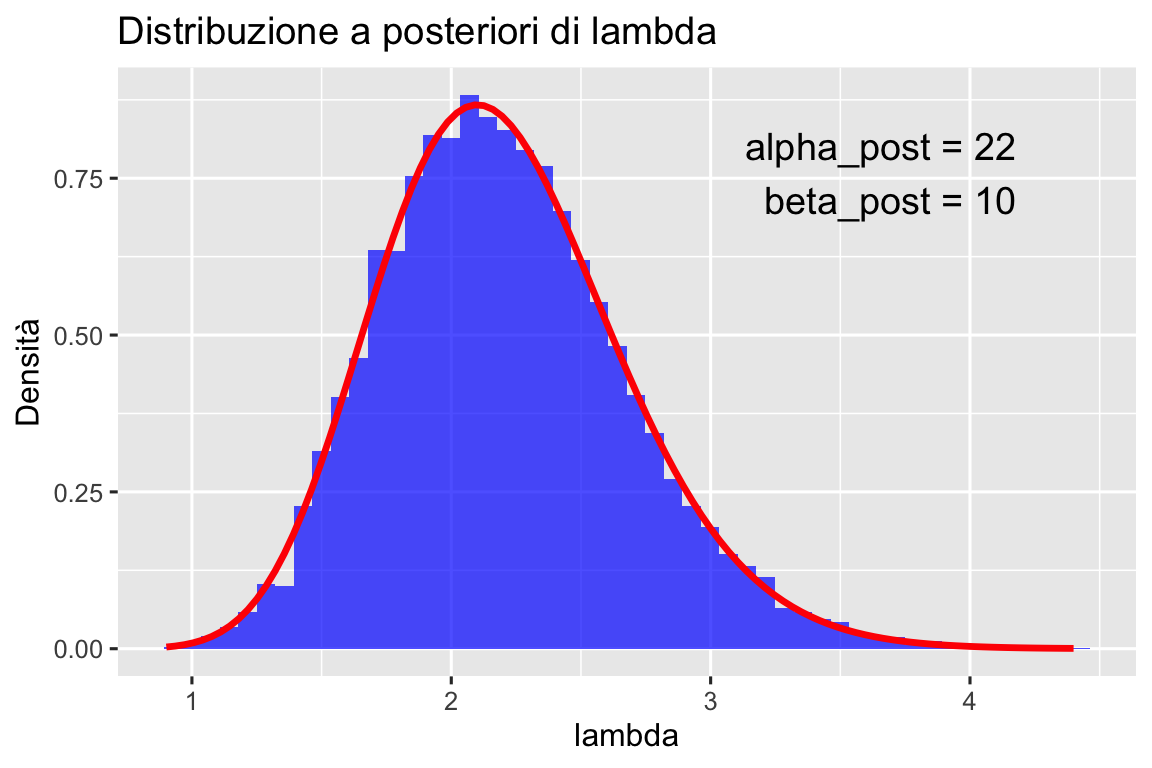 Distribuzione a posteriori di lambda
alpha_post = 22
beta_post = 10
Densità
0.75
0.50
0.25
0.00
1
2
3
4
lambda